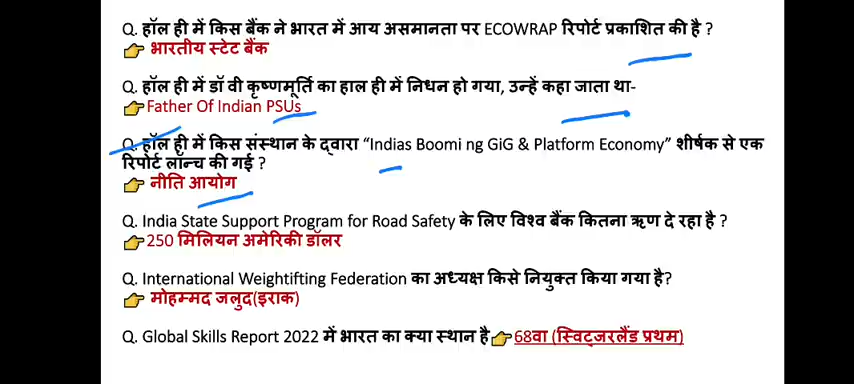 Q. हॉल ही में किस बैंक ने भारत में आय असमानता पर ECOWRAP रिपोर्ट प्रकाशित की है ?
👉 भारतीय स्टेट बैंक
Q. हॉल ही में डॉ वी कृष्णमूर्ति का हाल ही में निधन हो गया, उन्हें कहा जाता था-
👉 Father Of Indian PSUs
Q. हॉल ही में किस संस्थान के द्वारा “Indias Boomi ng GiG & Platform Economy” शीर्षक से एक
रिपोर्ट लॉन्च की गई ?
👉 नीति आयोग
Q. India State Support Program for Road Safety के लिए विश्व बैंक कितना ऋण दे रहा है ?
👉 250 मिलियन अमेरिकी डॉलर
Q. International Weightifting Federation का अध्यक्ष किसे नियुक्त किया गया है?
👉 मोहम्मद जलुद(इराक)
Q. Global Skills Report 2022 में भारत का क्या स्थान है👉 68वा (स्विट्जरलैंड प्रथम)